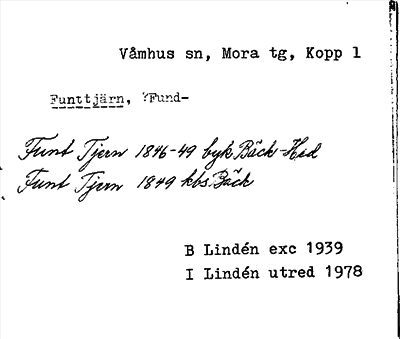 Våmhus sn, Mora tg, Kopp 1
Funttjärn, ?Fund-
Funt Tjern 1846-49 byk Bäck-Hed
Funt Tjern 1849 kbs. Bäck
B Lindén exc 1939
I Lindén utred 1978